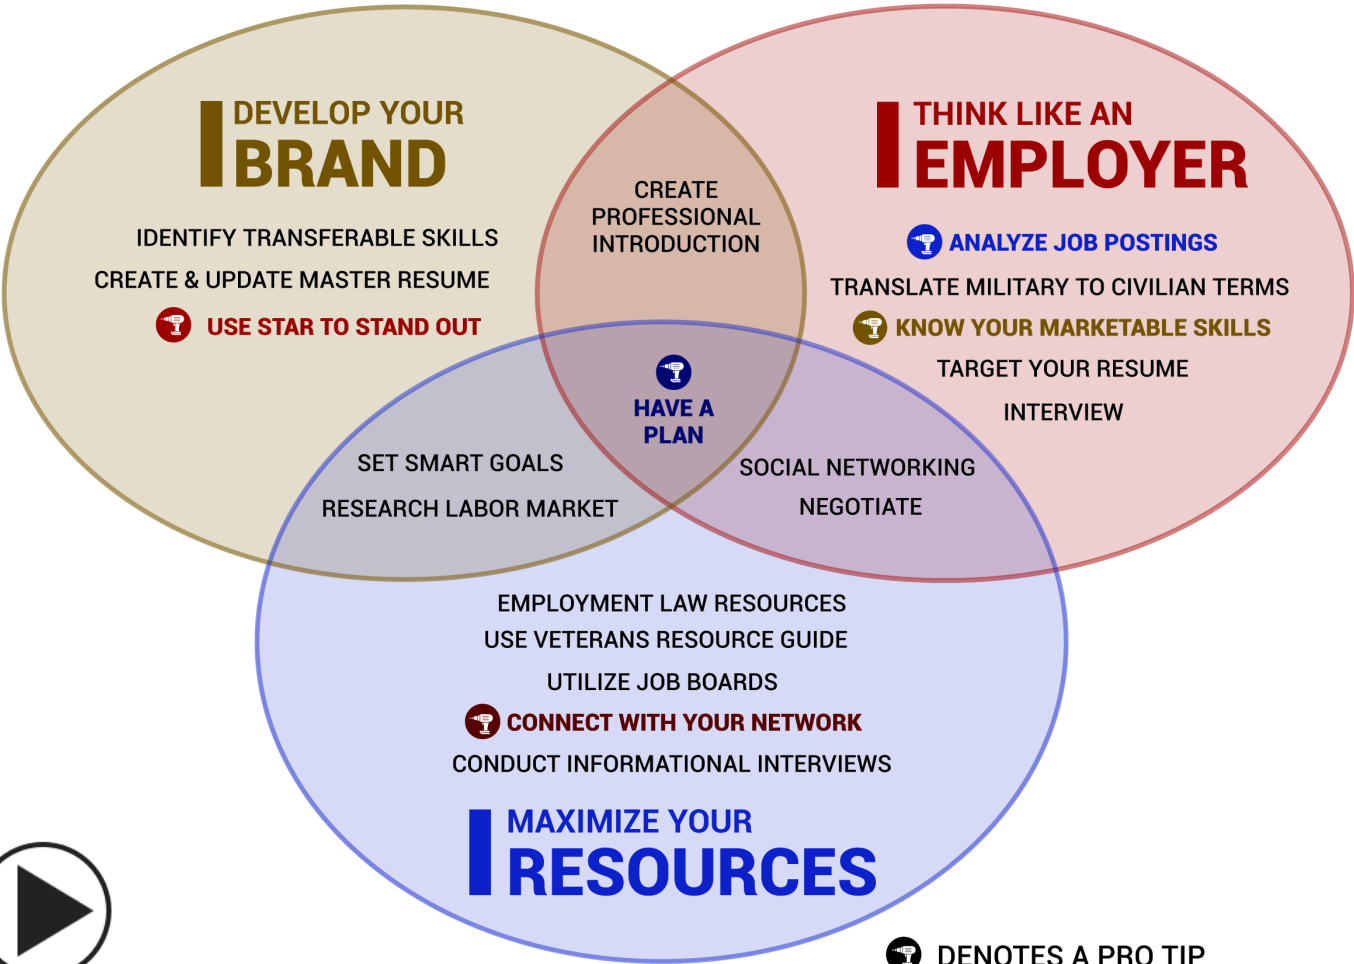 DEVELOP YOUR
BRAND
IDENTIFY TRANSFERABLE SKILLS
CREATE & UPDATE MASTER RESUME
USE STAR TO STAND OUT
CREATE
PROFESSIONAL
INTRODUCTION
THINK LIKE AN
EMPLOYER
ANALYZE JOB POSTINGS
TRANSLATE MILITARY TO CIVILIAN TERMS
KNOW YOUR MARKETABLE SKILLS
TARGET YOUR RESUME
INTERVIEW
HAVE A
PLAN
SET SMART GOALS
RESEARCH LABOR MARKET
SOCIAL NETWORKING
NEGOTIATE
EMPLOYMENT LAW RESOURCES
USE VETERANS RESOURCE GUIDE
UTILIZE JOB BOARDS
CONNECT WITH YOUR NETWORK
CONDUCT INFORMATIONAL INTERVIEWS
MAXIMIZE YOUR
RESOURCES
DENOTES A PRO TIP